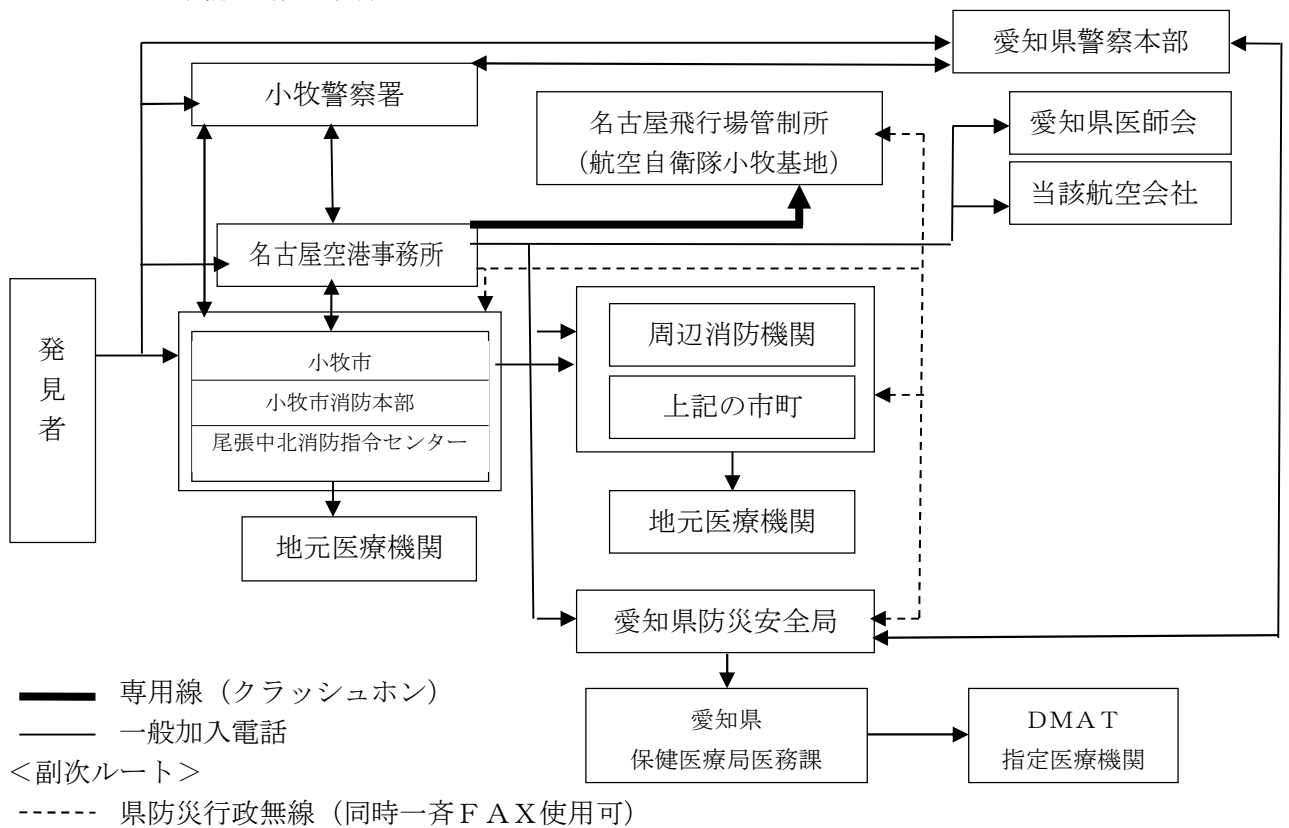 愛知県警察本部
小牧警察署
名古屋飛行場管制所
(航空自衛隊小牧基地)
愛知県医師会
当該航空会社
名古屋空港事務所
発
見
者
周辺消防機関
上記の市町
小牧市
小牧市消防本部
尾張中北消防指令センター
地元医療機関
地元医療機関
愛知県防災安全局
専用線（クラッシュホン）
一般加入電話
愛知県
保健医療局医務課
ＤＭＡＴ
指定医療機関
＜副次ルート＞
県防災行政無線（同時一斉ＦＡＸ使用可）